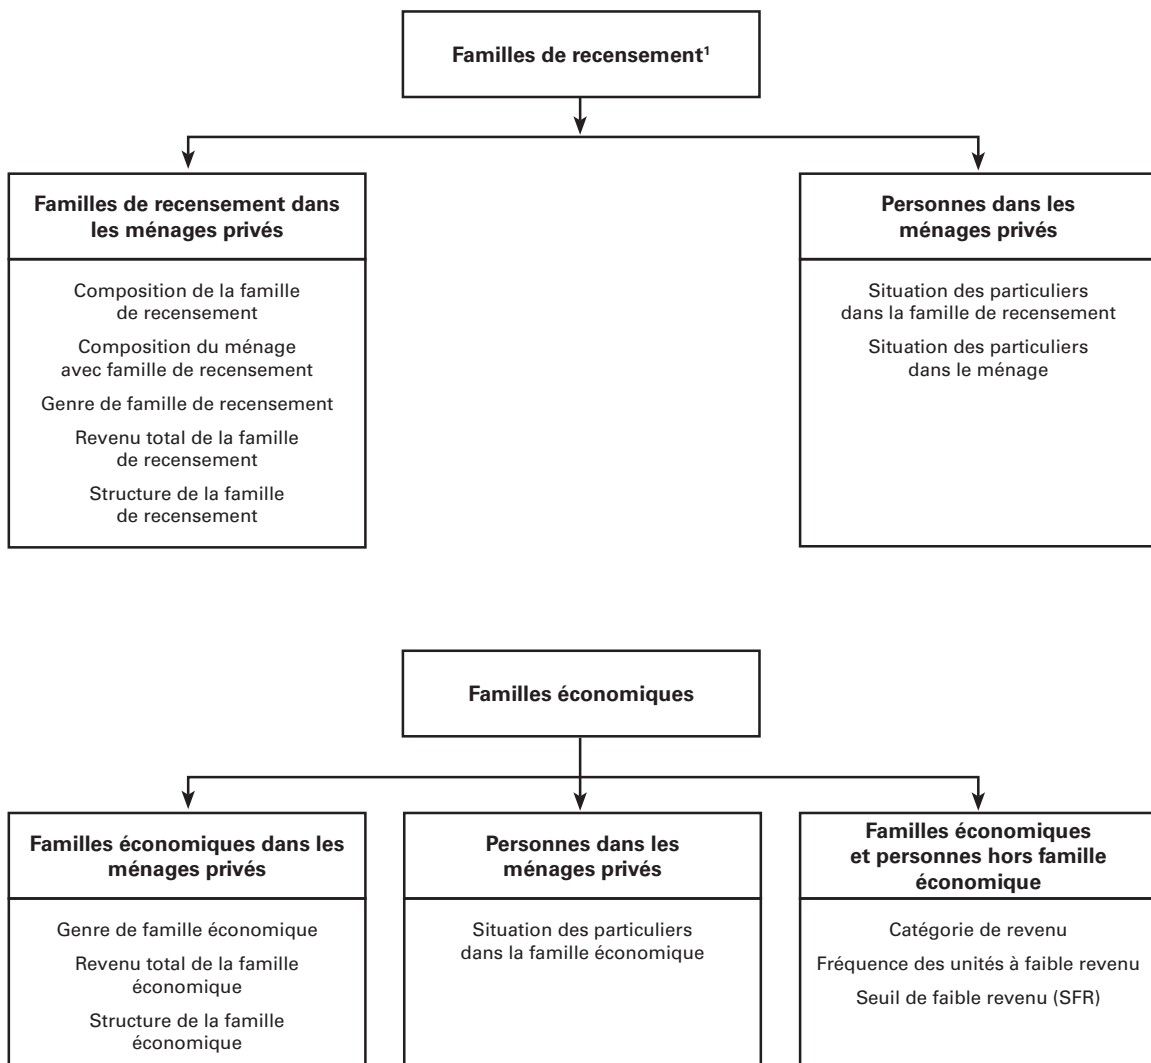 Familles de recensement¹
Familles de recensement dans
les ménages privés
Composition de la famille
de recensement
Composition du ménage
avec famille de recensement
Genre de famille de recensement
Revenu total de la famille
de recensement
Structure de la famille
de recensement
Personnes dans les
ménages privés
Situation des particuliers
dans la famille de recensement
Situation des particuliers
dans le ménage
Familles économiques
Familles économiques dans les
ménages privés
Genre de famille économique
Revenu total de la famille
économique
Structure de la famille
économique
Personnes dans les
ménages privés
Situation des particuliers
dans la famille économique
Familles économiques
et personnes hors famille
économique
Catégorie de revenu
Fréquence des unités à faible revenu
Seuil de faible revenu (SFR)